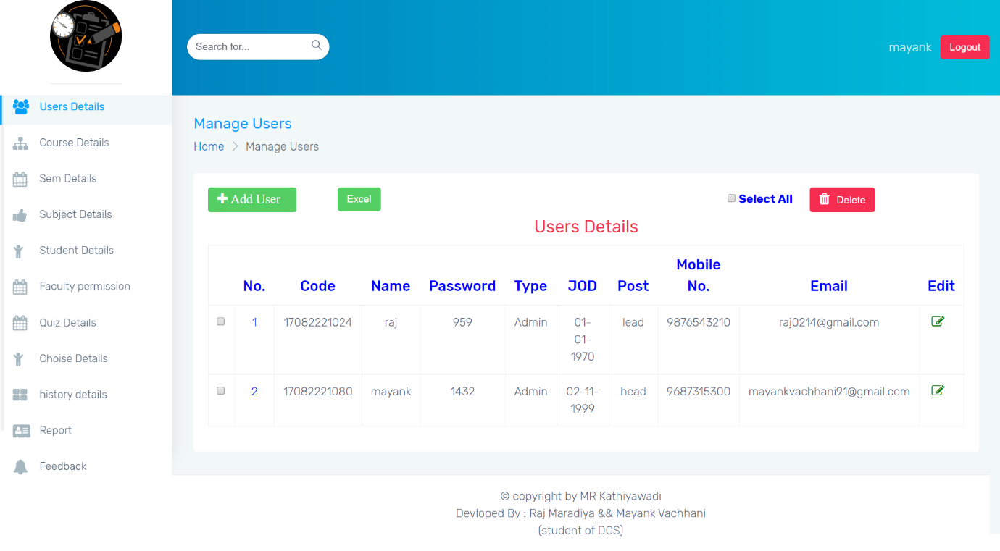 Search for...
mayank
Logout
Users Details
Course Details
Sem Details
Subject Details
Student Details
Faculty permission
Quiz Details
Choise Details
history details
Report
Feedback
Manage Users
Home > Manage Users
Add User
Excel
Select All
Delete
Users Details
No. Code Name Password Type JOD Post Mobile No. Email Edit
1 17082221024 raj 959 Admin 01-01-1970 lead 9876543210 raj0214@gmail.com
2 17082221080 mayank 1432 Admin 02-11-1999 head 9687315300 mayankvachhani91@gmail.com
© copyright by MR Kathiyawadi
Devloped By : Raj Maradiya && Mayank Vachhani
(student of DCS)